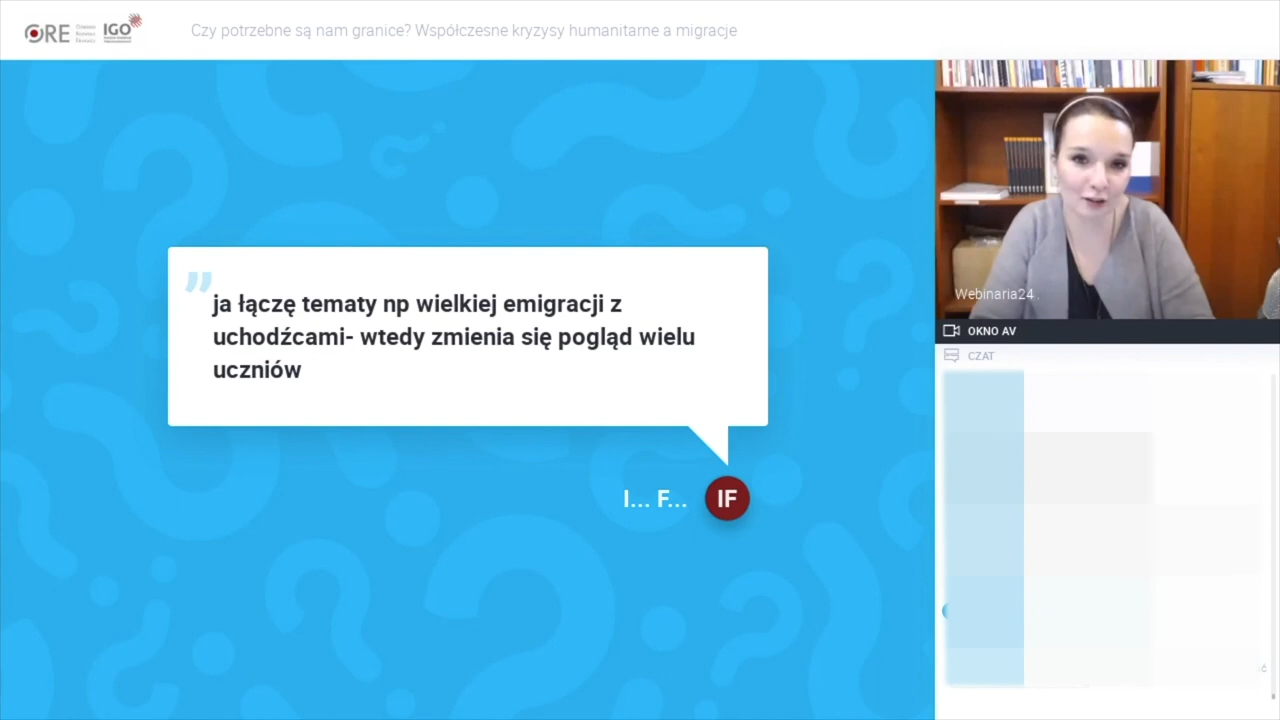 ORE
IGO
Czy potrzebne są nam granice? Współczesne kryzysy humanitarne a migracje
”
ja łączę tematy np wielkiej emigracji z
uchodźcami- wtedy zmienia się pogląd wielu
uczniów
I... F... IF
Webinaria24 .
OKNO AV
CZAT